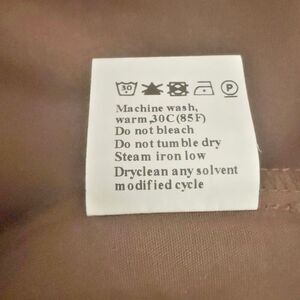 30 P
Machine wash,
warm,30C(85F)
Do not bleach
Do not tumble dry
Steam iron low
Dryclean any solvent
modified cycle